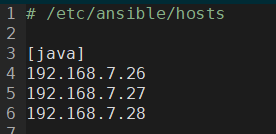 1 # /etc/ansible/hosts
2
3 [java]
4 192.168.7.26
5 192.168.7.27
6 192.168.7.28
7